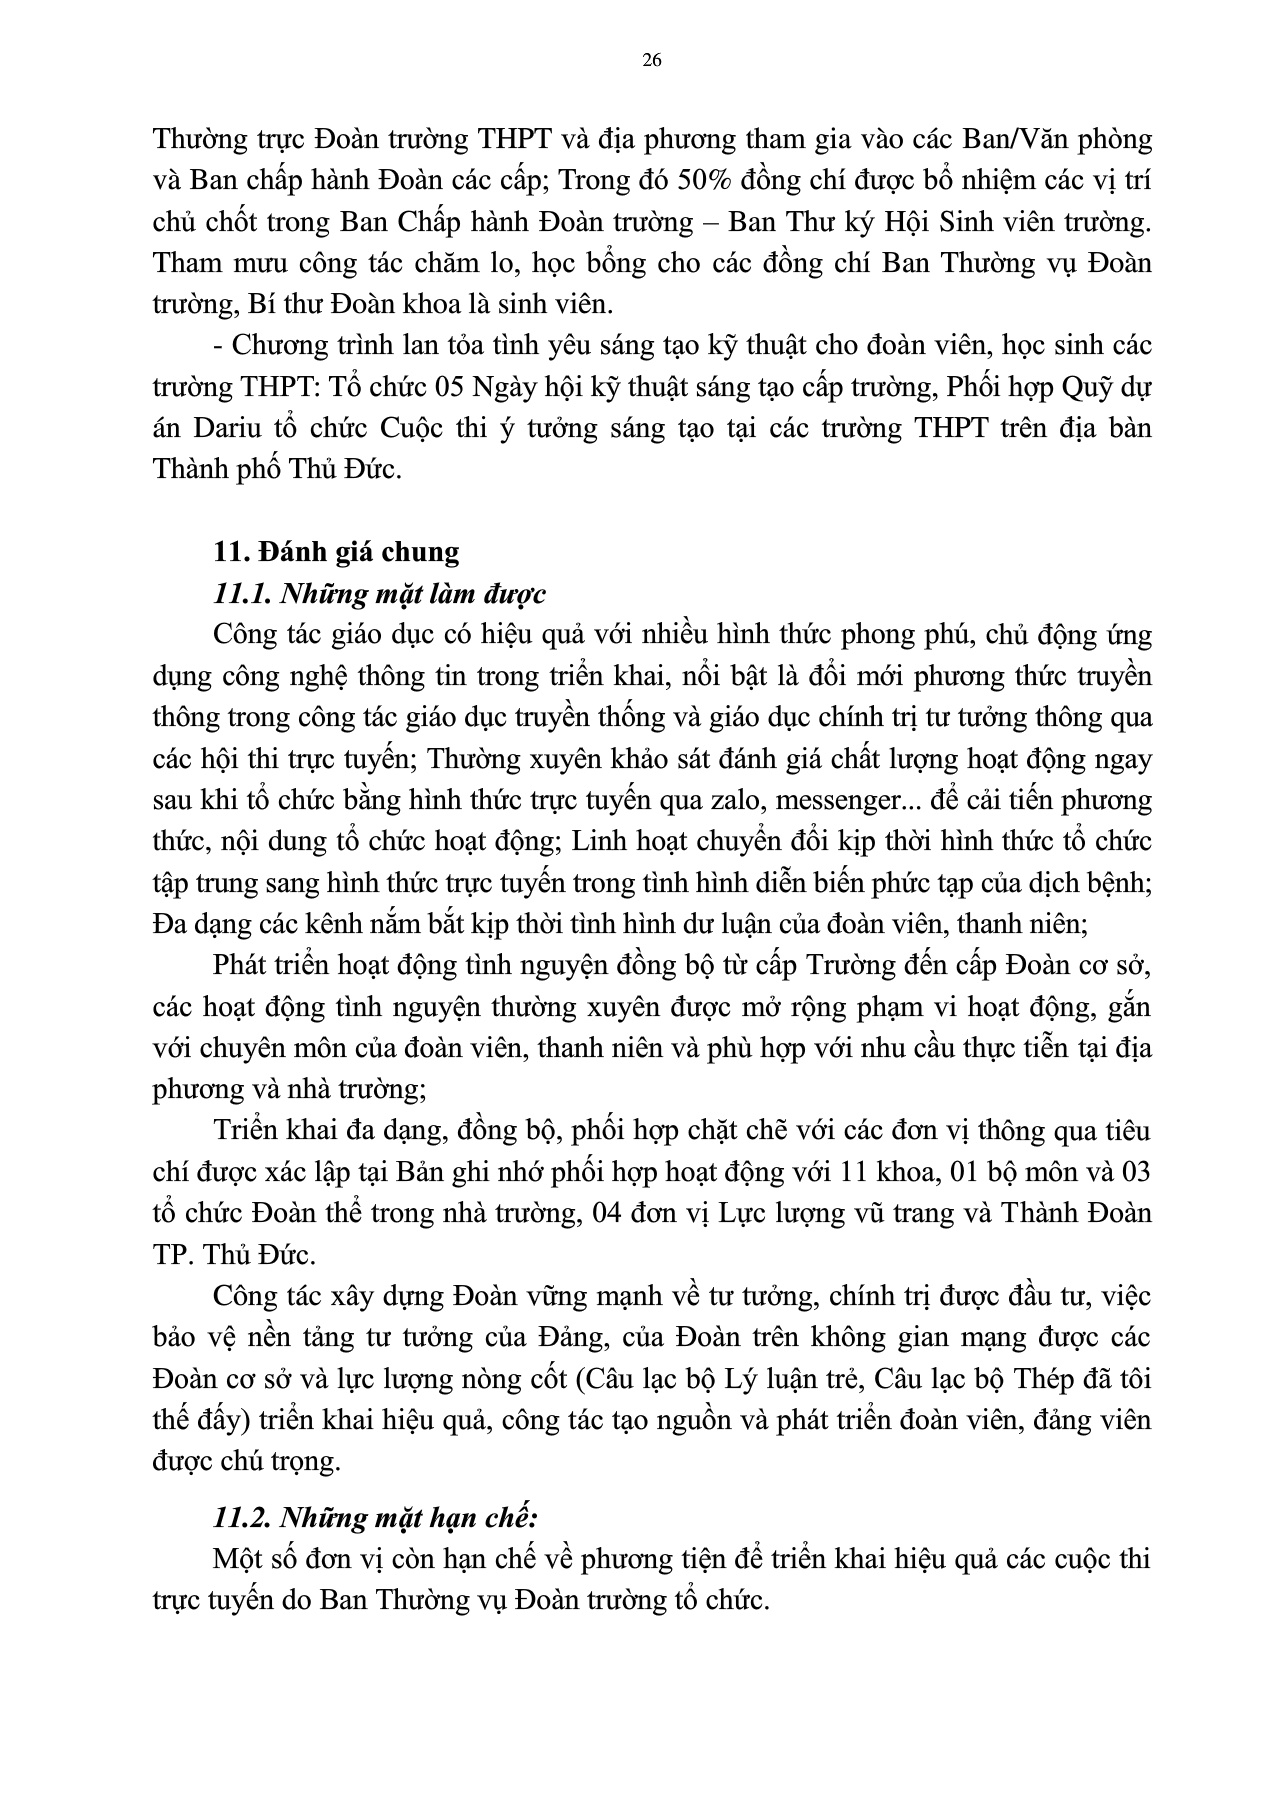 26
Thường trực Đoàn trường THPT và địa phương tham gia vào các Ban/Văn phòng
và Ban chấp hành Đoàn các cấp; Trong đó 50% đồng chí được bổ nhiệm các vị trí
chủ chốt trong Ban Chấp hành Đoàn trường – Ban Thư ký Hội Sinh viên trường.
Tham mưu công tác chăm lo, học bổng cho các đồng chí Ban Thường vụ Đoàn
trường, Bí thư Đoàn khoa là sinh viên.
- Chương trình lan tỏa tình yêu sáng tạo kỹ thuật cho đoàn viên, học sinh các
trường THPT: Tổ chức 05 Ngày hội kỹ thuật sáng tạo cấp trường, Phối hợp Quỹ dự
án Dariu tổ chức Cuộc thi ý tưởng sáng tạo tại các trường THPT trên địa bàn
Thành phố Thủ Đức.
11. Đánh giá chung
11.1. Những mặt làm được
Công tác giáo dục có hiệu quả với nhiều hình thức phong phú, chủ động ứng
dụng công nghệ thông tin trong triển khai, nổi bật là đổi mới phương thức truyền
thông trong công tác giáo dục truyền thống và giáo dục chính trị tư tưởng thông qua
các hội thi trực tuyến; Thường xuyên khảo sát đánh giá chất lượng hoạt động ngay
sau khi tổ chức bằng hình thức trực tuyến qua zalo, messenger... để cải tiến phương
thức, nội dung tổ chức hoạt động; Linh hoạt chuyển đổi kịp thời hình thức tổ chức
tập trung sang hình thức trực tuyến trong tình hình diễn biến phức tạp của dịch bệnh;
Đa dạng các kênh nắm bắt kịp thời tình hình dư luận của đoàn viên, thanh niên;
Phát triển hoạt động tình nguyện đồng bộ từ cấp Trường đến cấp Đoàn cơ sở,
các hoạt động tình nguyện thường xuyên được mở rộng phạm vi hoạt động, gắn
với chuyên môn của đoàn viên, thanh niên và phù hợp với nhu cầu thực tiễn tại địa
phương và nhà trường;
Triển khai đa dạng, đồng bộ, phối hợp chặt chẽ với các đơn vị thông qua tiêu
chí được xác lập tại Bản ghi nhớ phối hợp hoạt động với 11 khoa, 01 bộ môn và 03
tổ chức Đoàn thể trong nhà trường, 04 đơn vị Lực lượng vũ trang và Thành Đoàn
TP. Thủ Đức.
Công tác xây dựng Đoàn vững mạnh về tư tưởng, chính trị được đầu tư, việc
bảo vệ nền tảng tư tưởng của Đảng, của Đoàn trên không gian mạng được các
Đoàn cơ sở và lực lượng nòng cốt (Câu lạc bộ Lý luận trẻ, Câu lạc bộ Thép đã tôi
thế đấy) triển khai hiệu quả, công tác tạo nguồn và phát triển đoàn viên, đảng viên
được chú trọng.
11.2. Những mặt hạn chế:
Một số đơn vị còn hạn chế về phương tiện để triển khai hiệu quả các cuộc thi
trực tuyến do Ban Thường vụ Đoàn trường tổ chức.